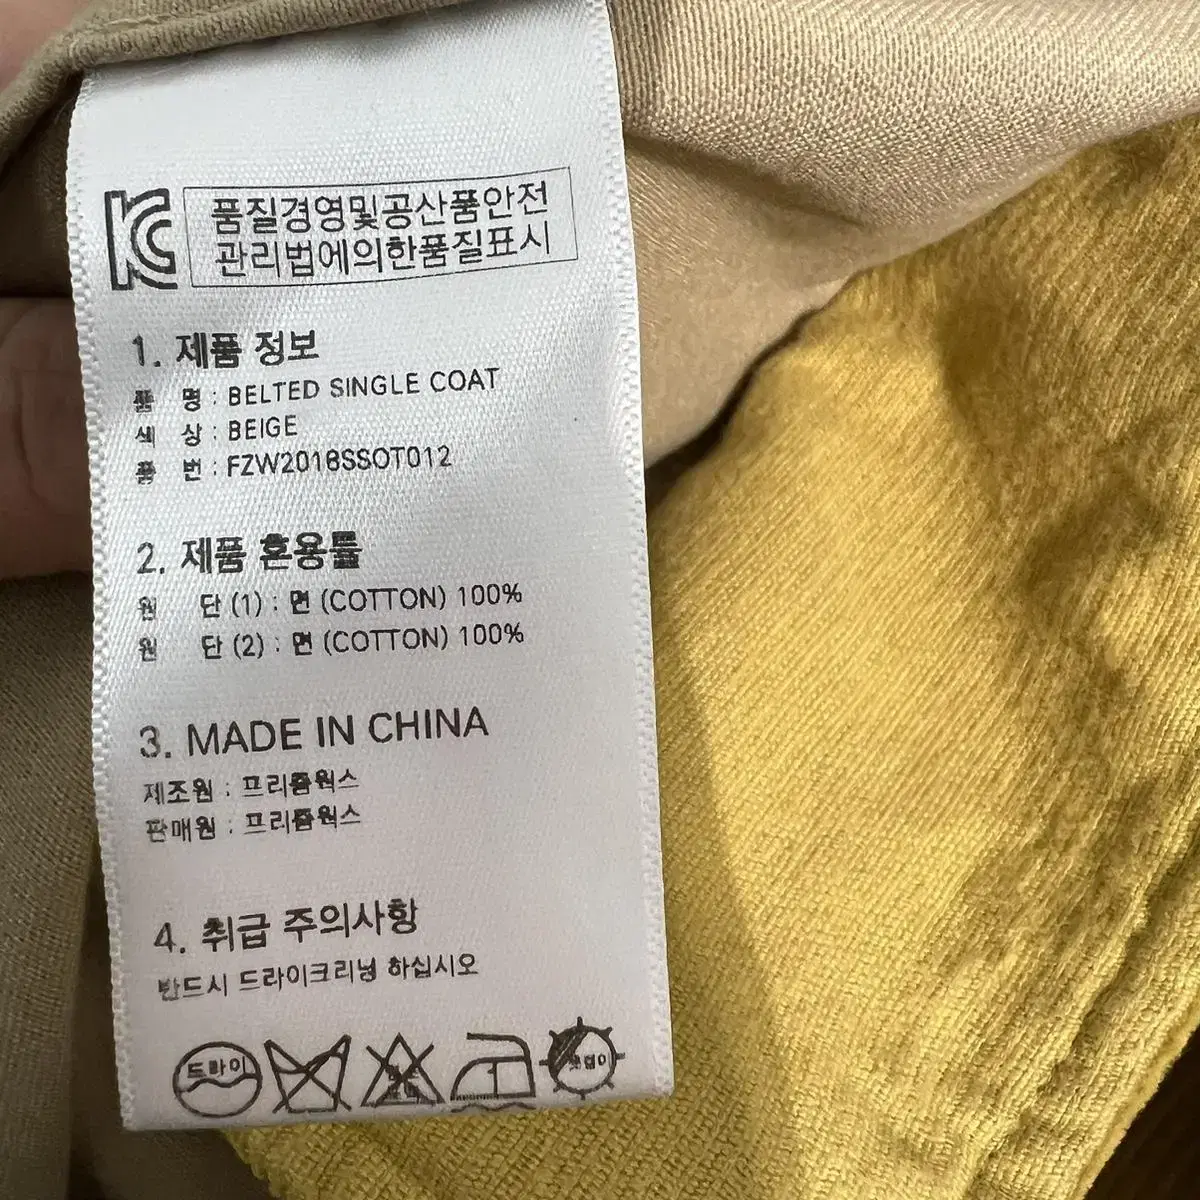 KC
품질경영및공산품안전
관리법에의한품질표시
1. 제품 정보
품 명 : BELTED SINGLE COAT
색 상 : BEIGE
품 번 : FZW2018SSOT012
2. 제품 혼용률
원 단 (1) : 면 (COTTON) 100%
원 단 (2) : 면 (COTTON) 100%
3. MADE IN CHINA
제조원 : 프리즘웍스
판매원 : 프리즘웍스
4. 취급 주의사항
반드시 드라이크리닝 하십시오
드라이